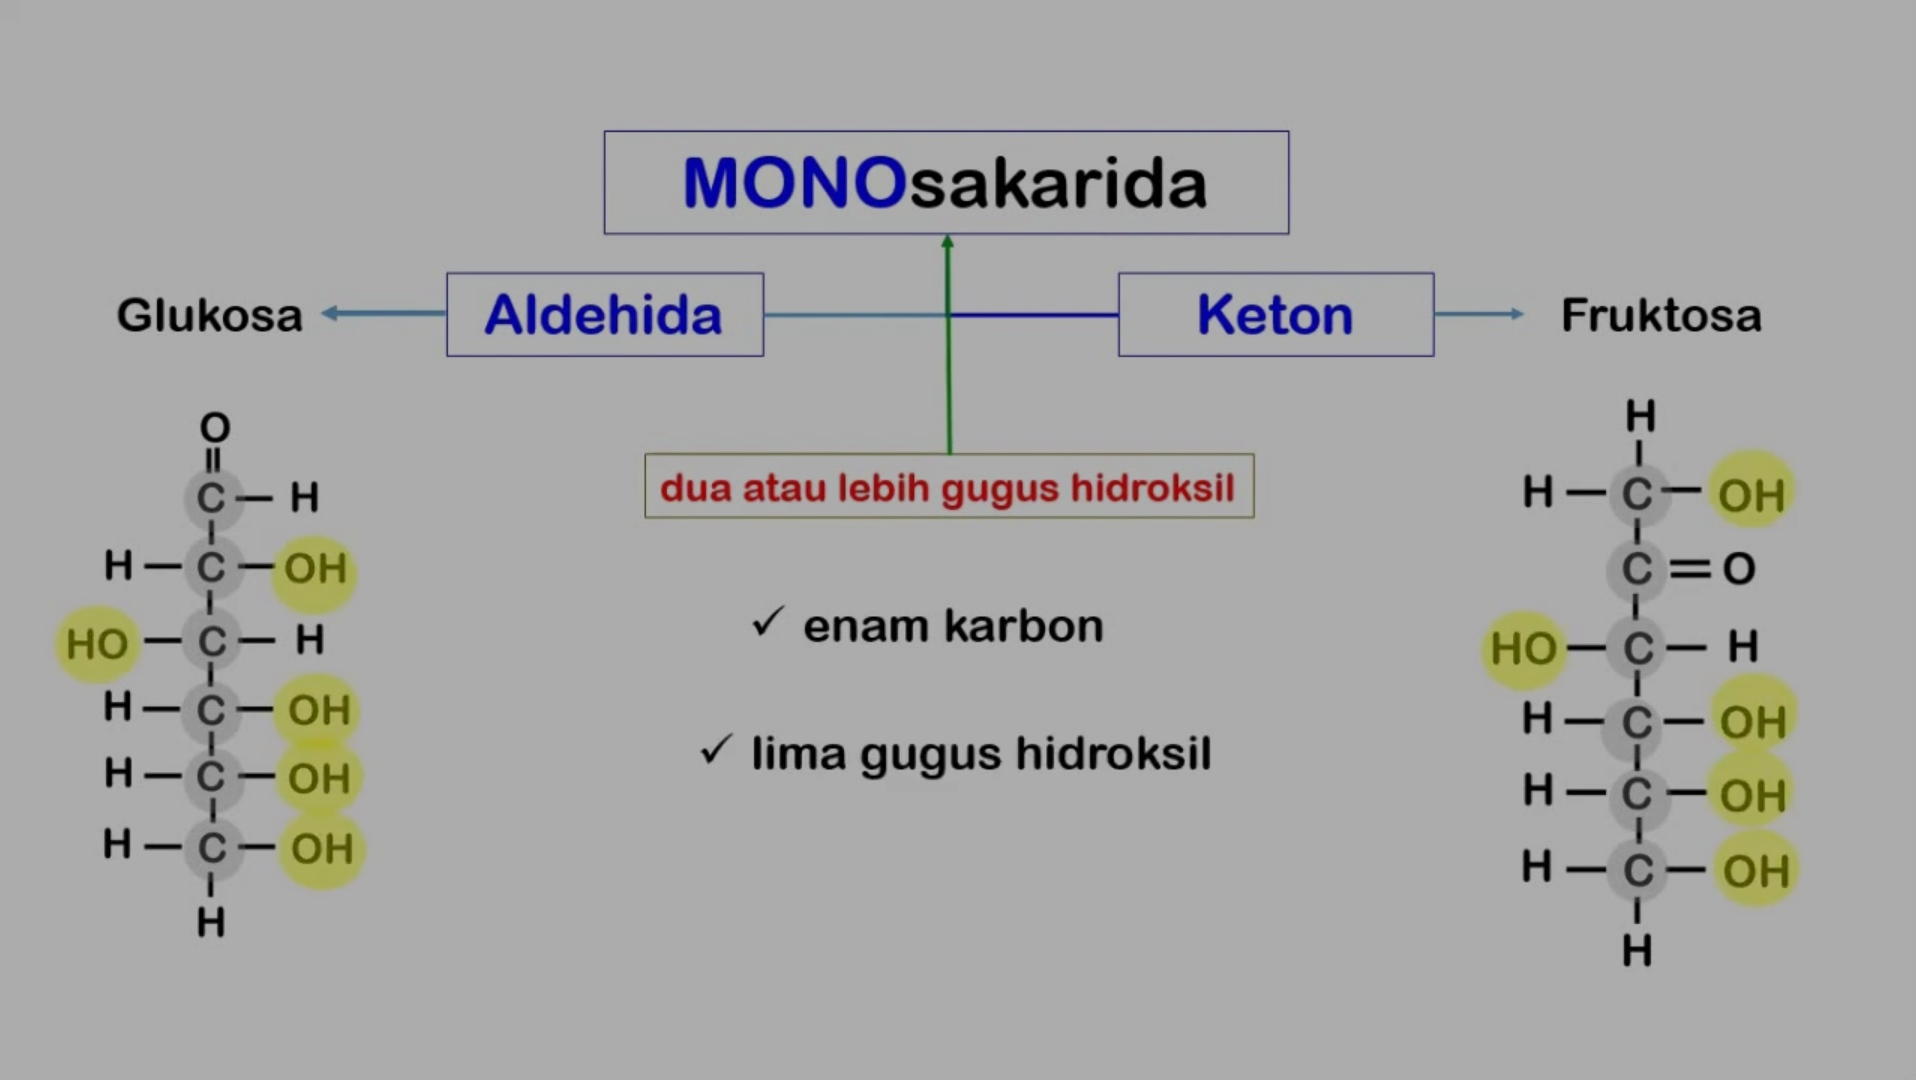 MONOsakarida
Glukosa
Aldehida
Keton
Fruktosa
dua atau lebih gugus hidroksil
✓ enam karbon
✓ lima gugus hidroksil
O
C — H
H — C — OH
HO — C — H
H — C — OH
H — C — OH
H — C — OH
H
H
H — C — OH
C = O
HO — C — H
H — C — OH
H — C — OH
H — C — OH
H